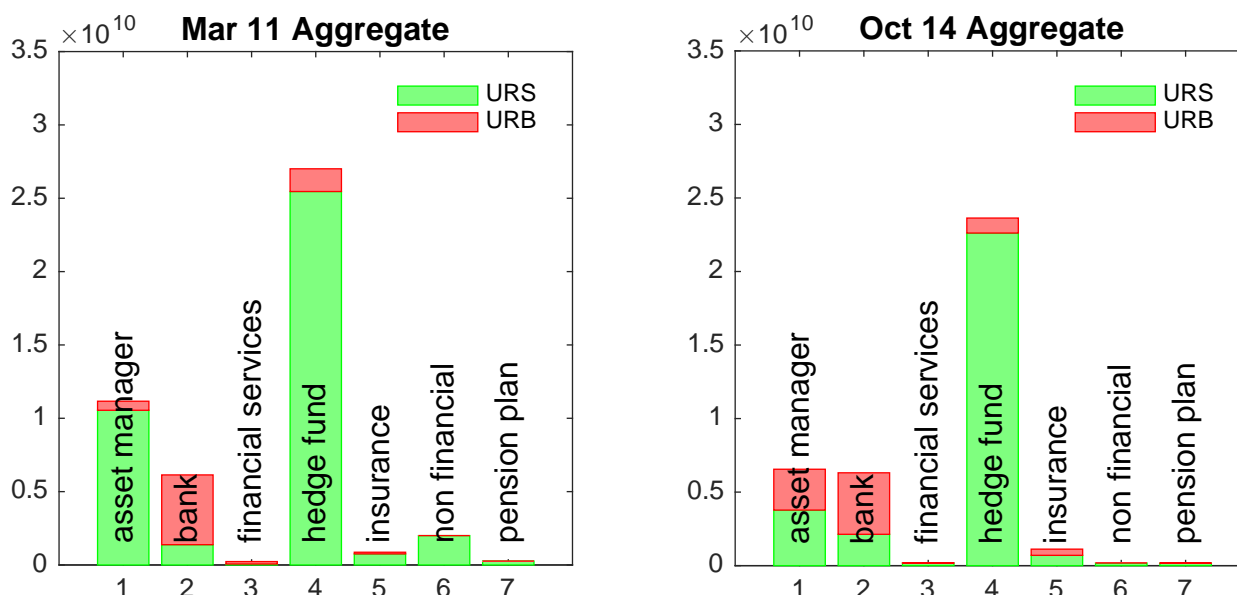 ×10^10
Mar 11 Aggregate
3.5
3
2.5
2
1.5
1
0.5
0
URS
URB
asset manager
bank
financial services
hedge fund
insurance
non financial
pension plan
1 2 3 4 5 6 7
×10^10
Oct 14 Aggregate
3.5
3
2.5
2
1.5
1
0.5
0
URS
URB
asset manager
bank
financial services
hedge fund
insurance
non financial
pension plan
1 2 3 4 5 6 7